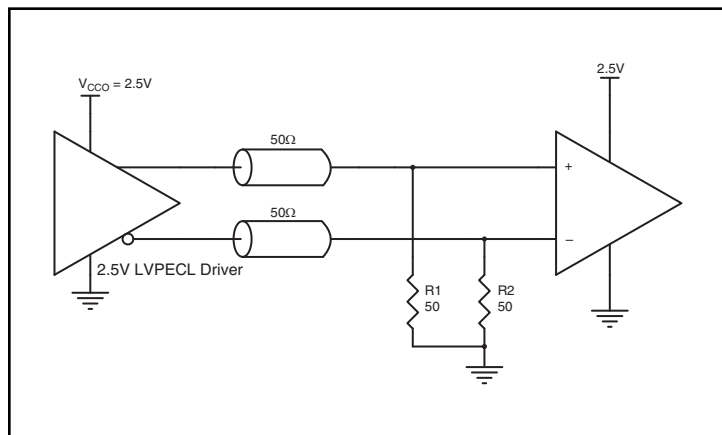 V_CCO = 2.5V
2.5V
50Ω
+
50Ω
−
2.5V LVPECL Driver
R1
50
R2
50